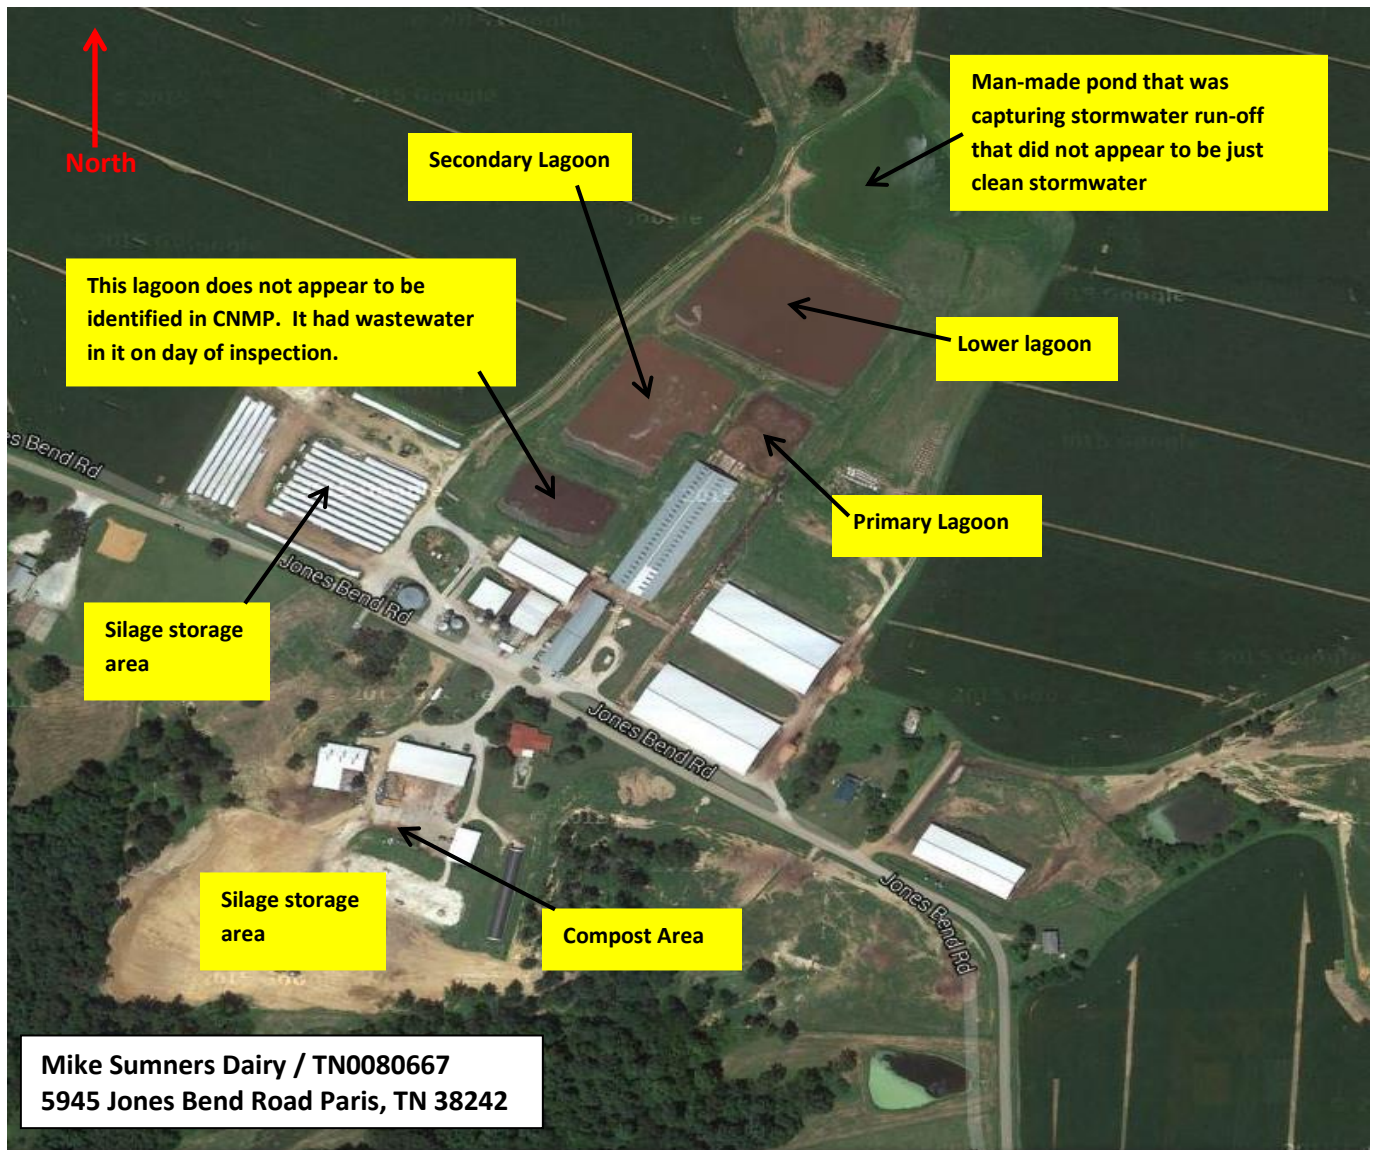 Man-made pond that was
capturing stormwater run-off
that did not appear to be just
clean stormwater
North
Secondary Lagoon
This lagoon does not appear to be
identified in CNMP.  It had wastewater
in it on day of inspection.
Lower lagoon
es Bend Rd
Primary Lagoon
Jones Bend Rd
Silage storage
area
Jones Bend Rd
Silage storage
area
Compost Area
Jones Bend Rd
Mike Sumners Dairy / TN0080667
5945 Jones Bend Road Paris, TN 38242